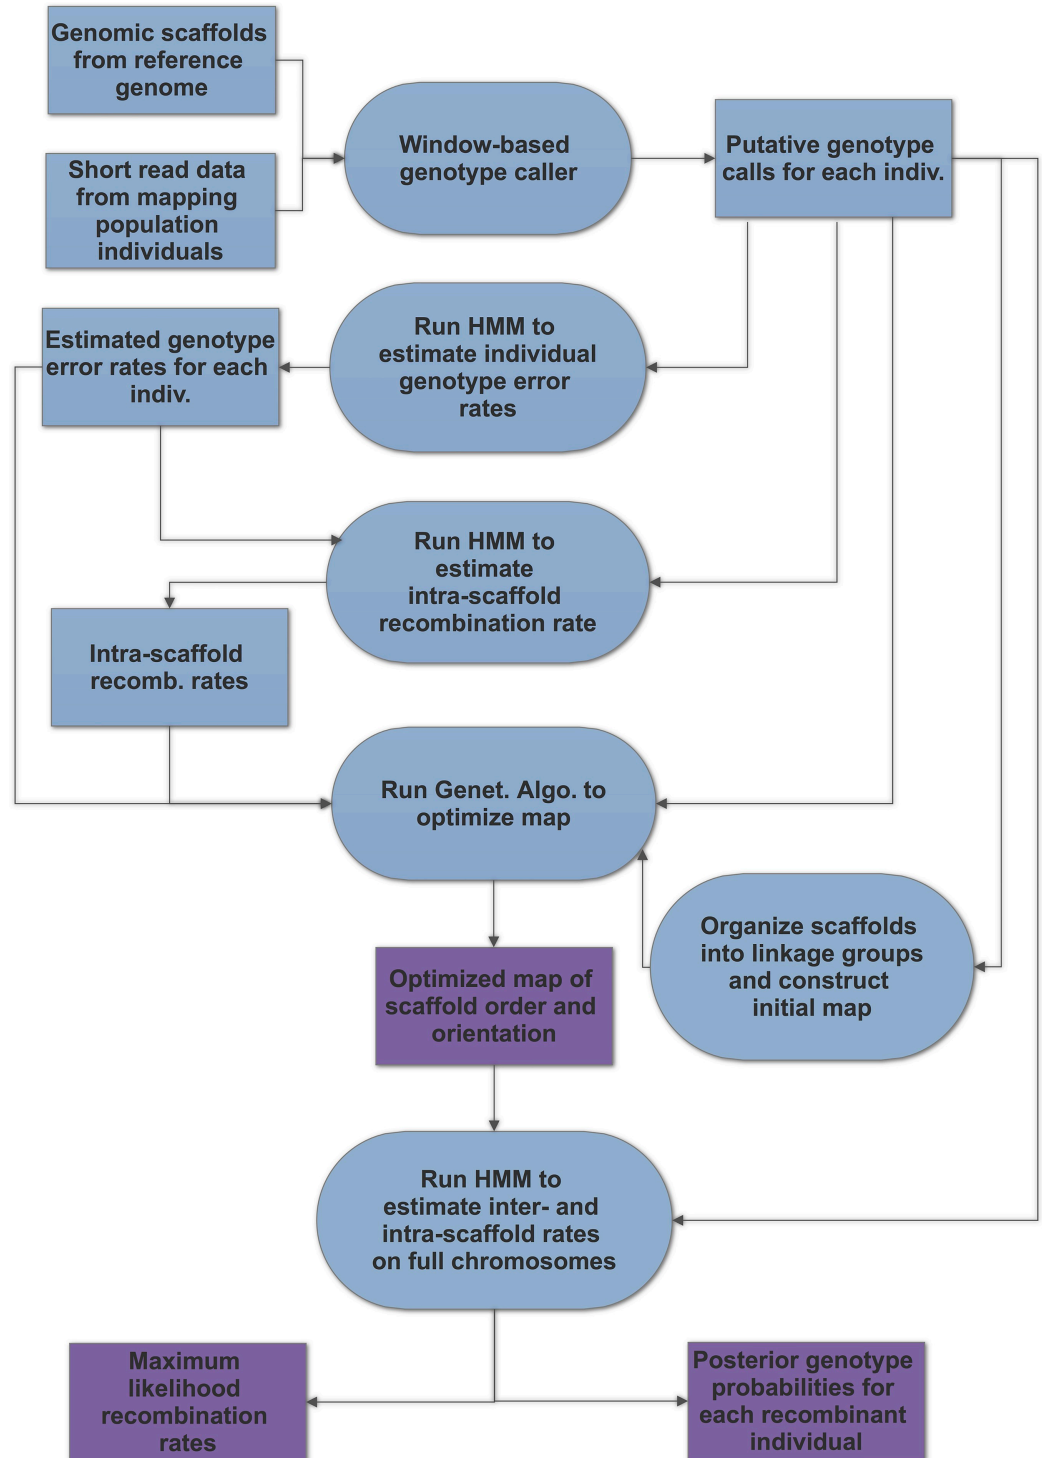 Genomic scaffolds
from reference
genome
Short read data
from mapping
population
individuals
Window-based
genotype caller
Putative genotype
calls for each indiv.
Estimated genotype
error rates for each
indiv.
Run HMM to
estimate individual
genotype error
rates
Run HMM to
estimate
intra-scaffold
recombination rate
Intra-scaffold
recomb. rates
Run Genet. Algo. to
optimize map
Organize scaffolds
into linkage groups
and construct
initial map
Optimized map of
scaffold order and
orientation
Run HMM to
estimate inter- and
intra-scaffold rates
on full chromosomes
Maximum
likelihood
recombination
rates
Posterior genotype
probabilities for
each recombinant
individual